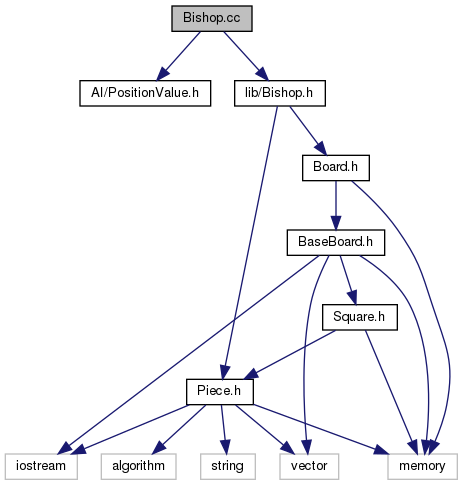 Bishop.cc
AI/PositionValue.h
lib/Bishop.h
Board.h
BaseBoard.h
Square.h
Piece.h
iostream
algorithm
string
vector
memory